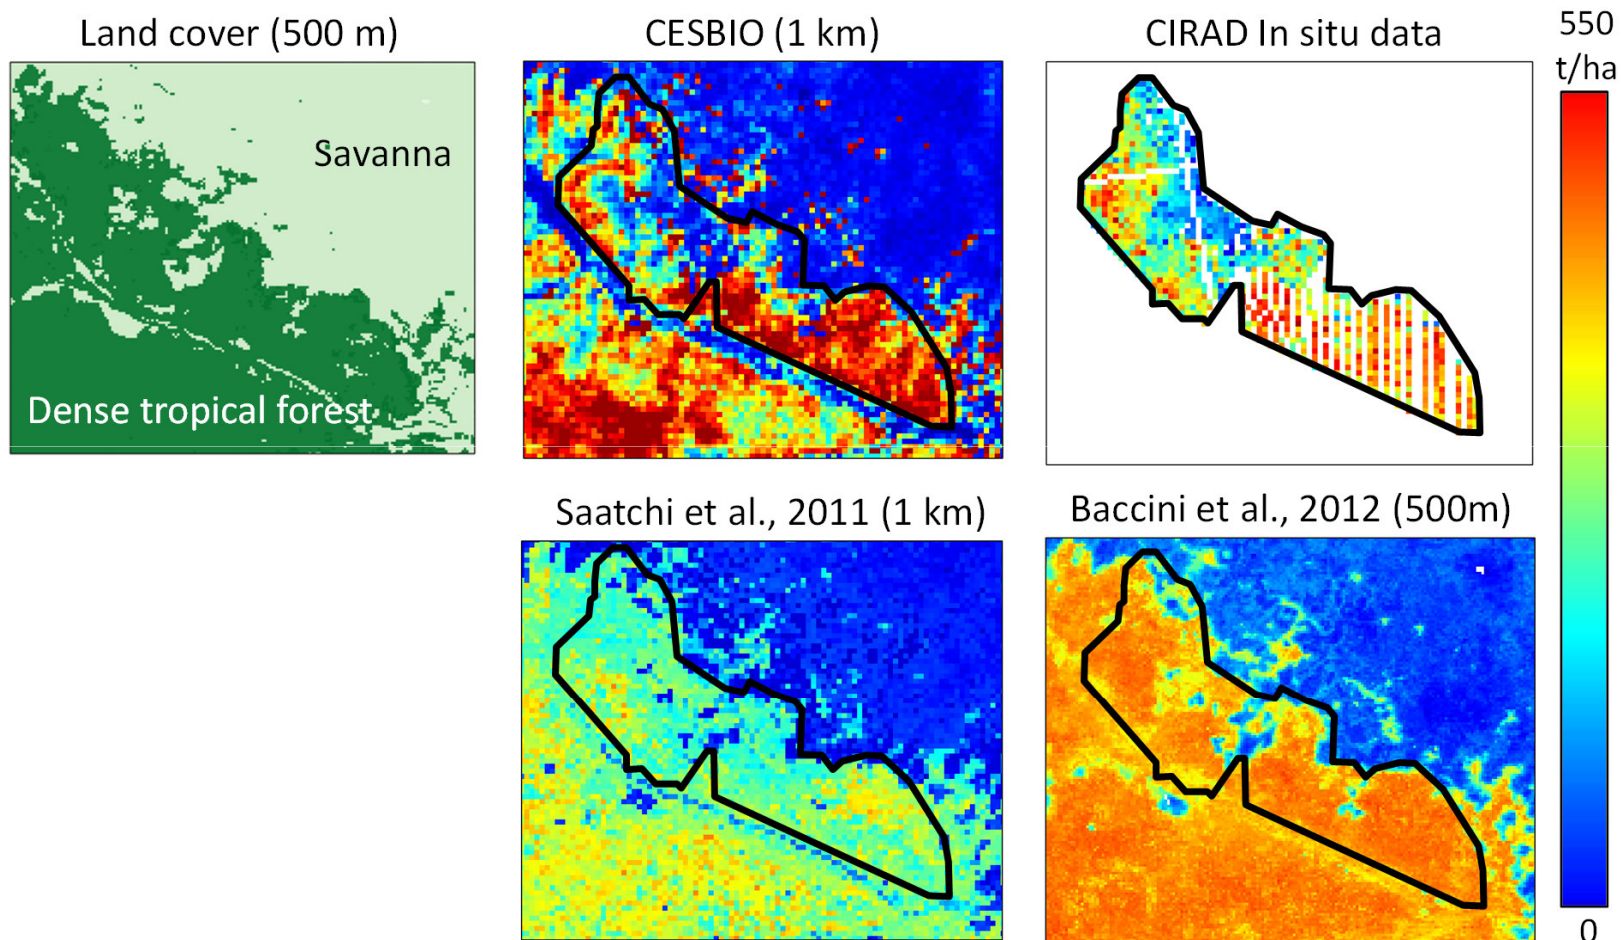 Land cover (500 m)
CESBIO (1 km)
CIRAD In situ data
550
t/ha
Savanna
Dense tropical forest
Saatchi et al., 2011 (1 km)
Baccini et al., 2012 (500m)
0